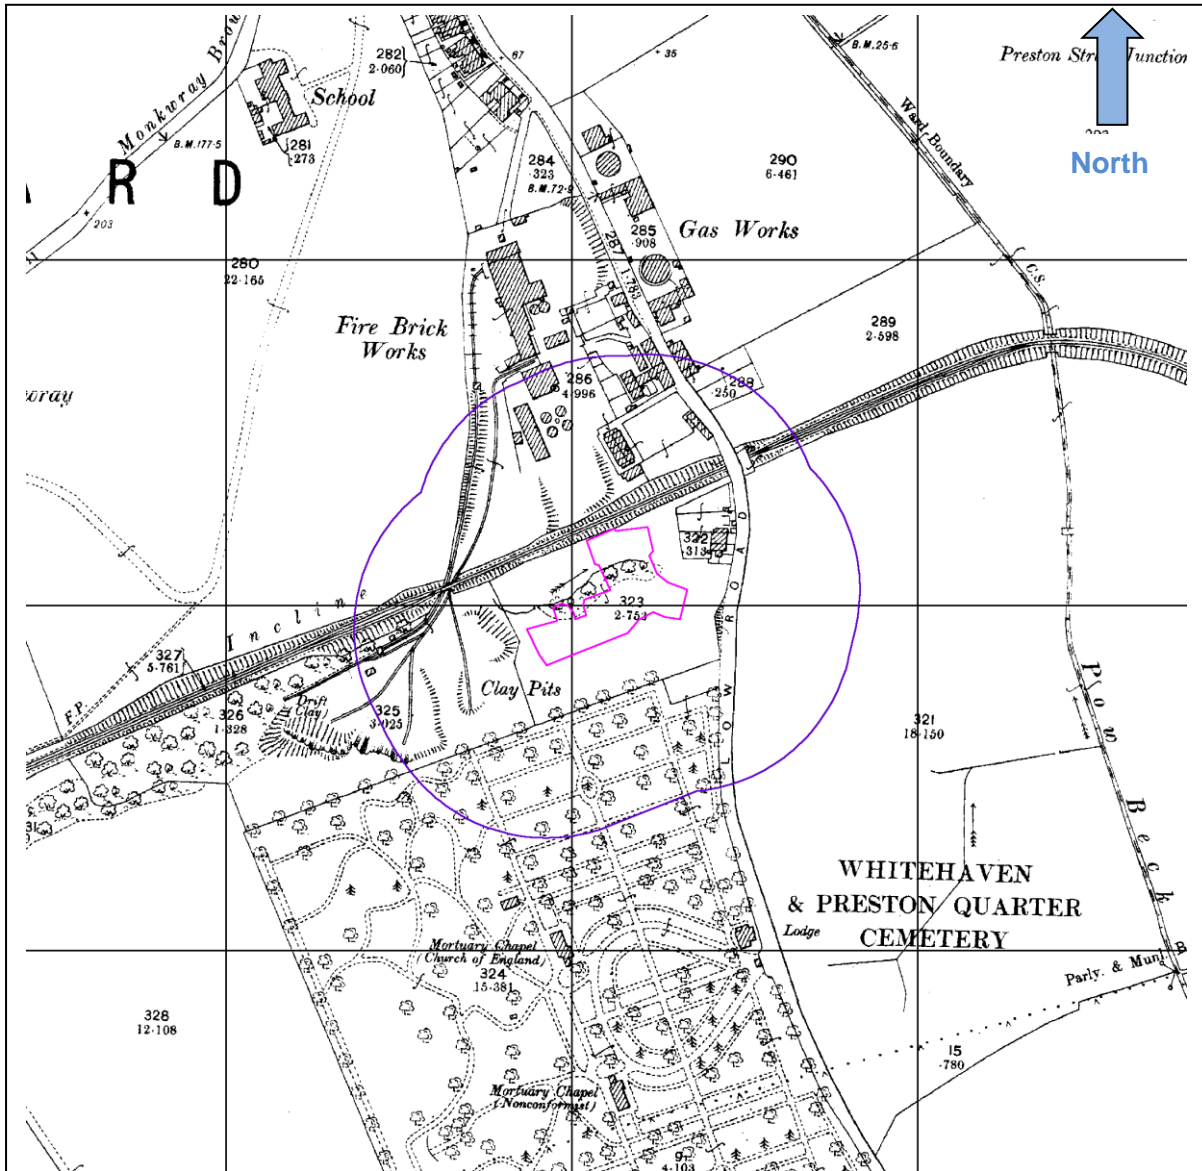 Monkwray Brow
282
2·060
67
35
B.M.25·6
Preston Str
Junction
North
School
281
·273
B.M.177·5
R D
203
284
·323
B.M.72·9
290
6·461
Ward Boundary
285
·908
Gas Works
287
1·783
C.S.
280
22·165
Fire Brick
Works
289
2·598
286
4·996
288
·250
wray
322
·313
Incline
323
2·753
LOW ROAD
327
5·761
F.P.
326
1·328
Drift
Clay
325
3·025
Clay Pits
321
18·150
Pow Beck
WHITEHAVEN
& PRESTON QUARTER
CEMETERY
Lodge
Mortuary Chapel
(Church of England)
324
15·381
Parly. & Munl.
328
12·108
15
·780
Mortuary Chapel
(Nonconformist)
9
4·103